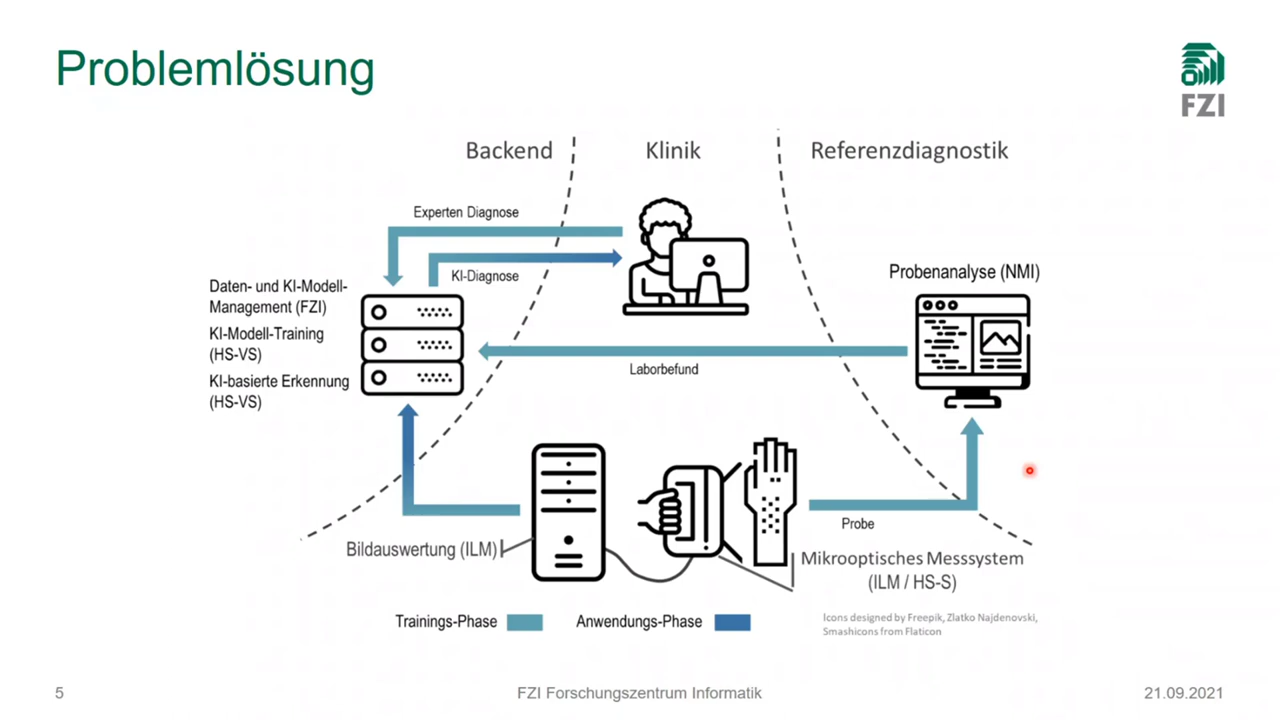 Problemlösung
FZI
Backend
Klinik
Referenzdiagnostik
Experten Diagnose
KI-Diagnose
Daten- und KI-Modell-
Management (FZI)
KI-Modell-Training
(HS-VS)
KI-basierte Erkennung
(HS-VS)
Probenanalyse (NMI)
Laborbefund
Probe
Bildauswertung (ILM)
Mikrooptisches Messsystem
(ILM / HS-S)
Trainings-Phase
Anwendungs-Phase
Icons designed by Freepik, Zlatko Najdenovski,
Smashicons from Flaticon
5
FZI Forschungszentrum Informatik
21.09.2021